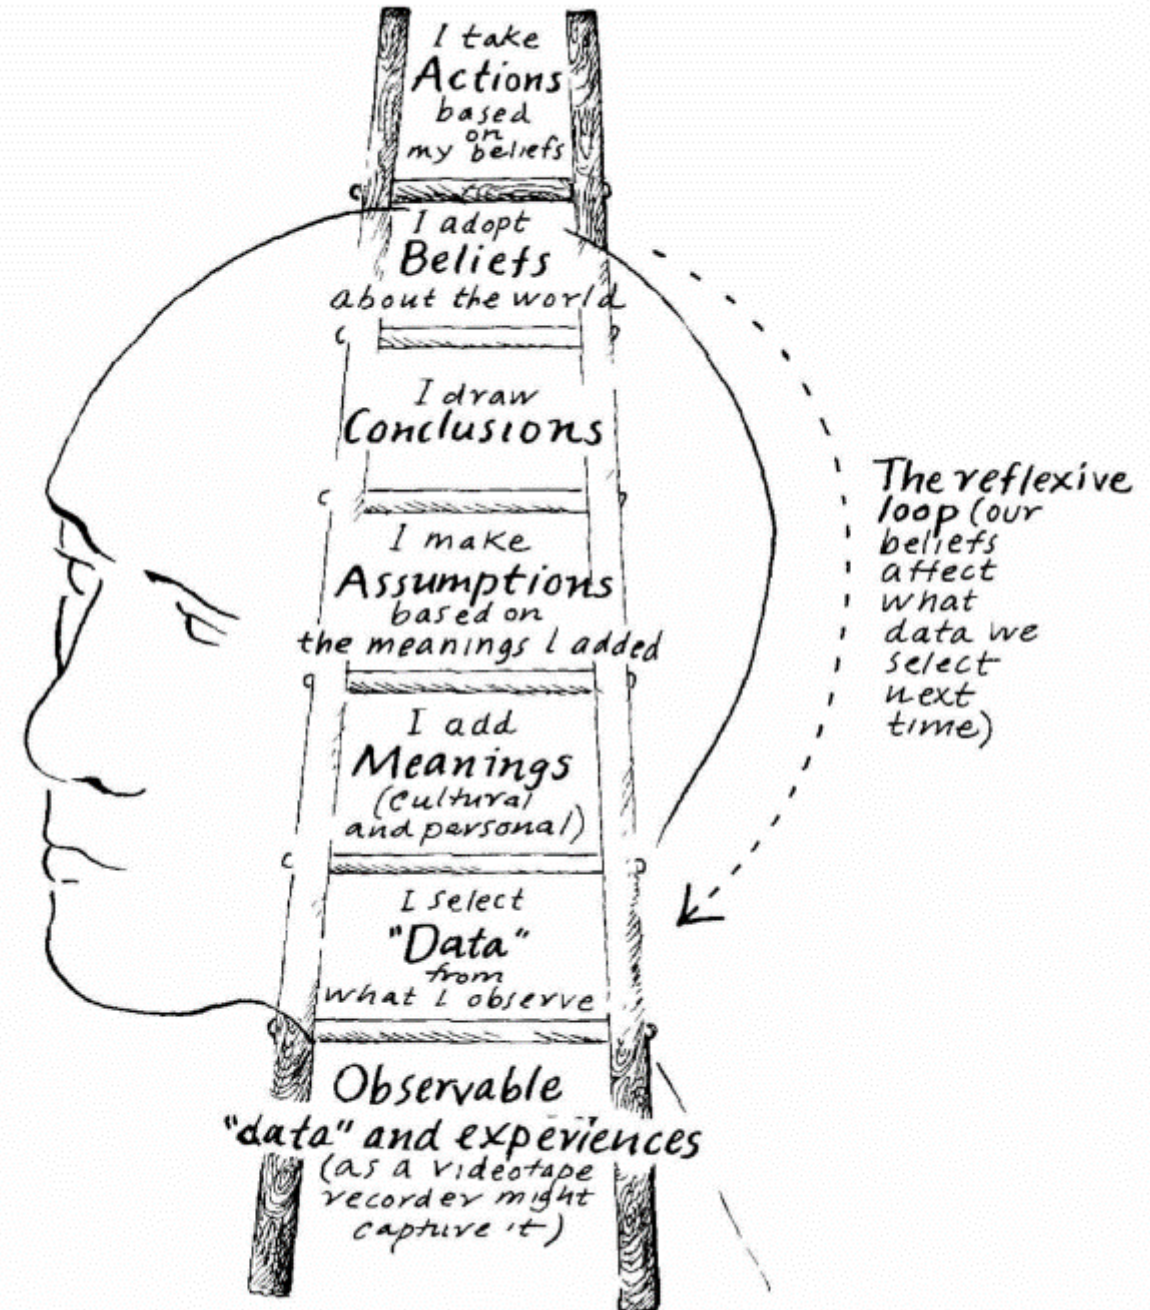 I take
Actions
based
on
my beliefs
I adopt
Beliefs
about the world
I draw
Conclusions
I make
Assumptions
based on
the meanings I added
I add
Meanings
(cultural
and personal)
I select
"Data"
from
what I observe
Observable
"data" and experiences
(as a videotape
recorder might
capture it)
The reflexive
loop (our
beliefs
affect
what
data we
select
next
time)